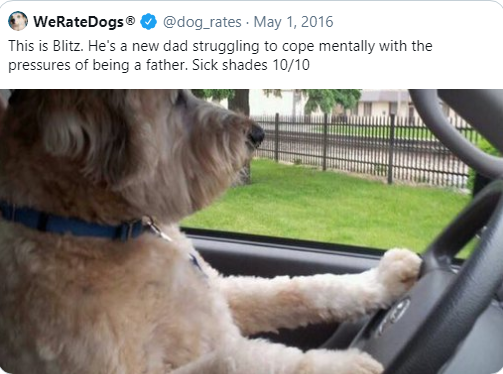 WeRateDogs® @dog_rates · May 1, 2016
This is Blitz. He's a new dad struggling to cope mentally with the
pressures of being a father. Sick shades 10/10